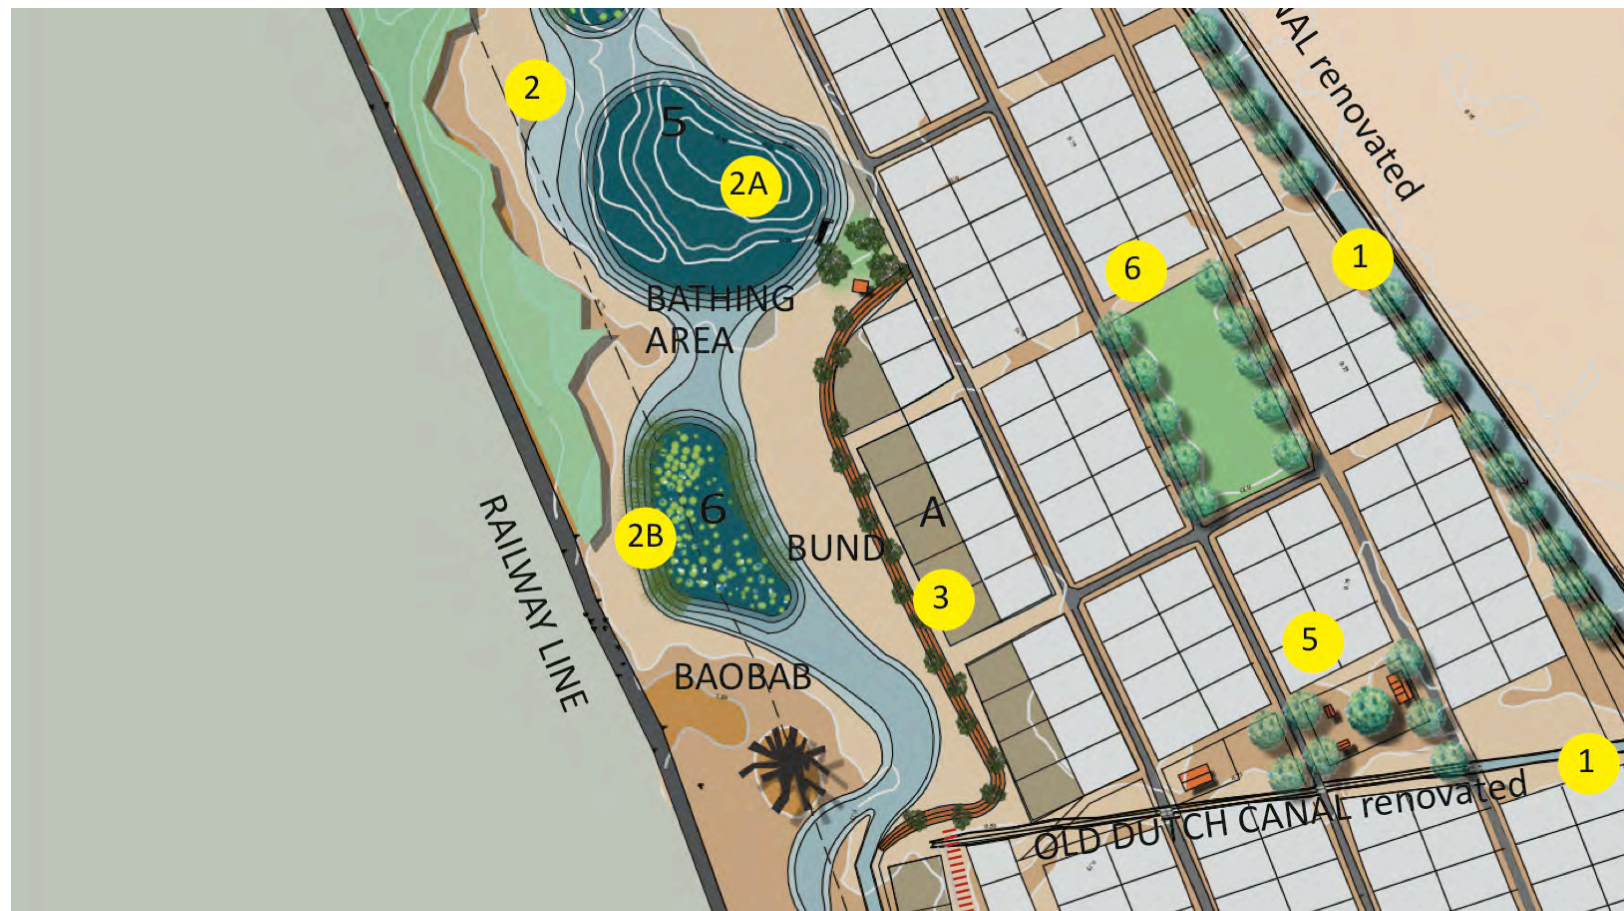 NAL renovated
2
5
2A
1
6
BATHING
AREA
6
A
2B
BUND
RAILWAY LINE
3
5
BAOBAB
1
OLD DUTCH CANAL renovated